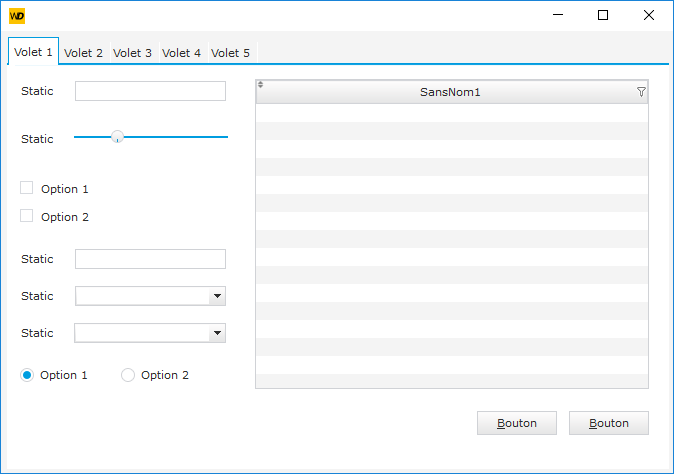 WD
Volet 1 Volet 2 Volet 3 Volet 4 Volet 5
Static
SansNom1
Static
Option 1
Option 2
Static
Static
Static
Option 1 Option 2
Bouton Bouton